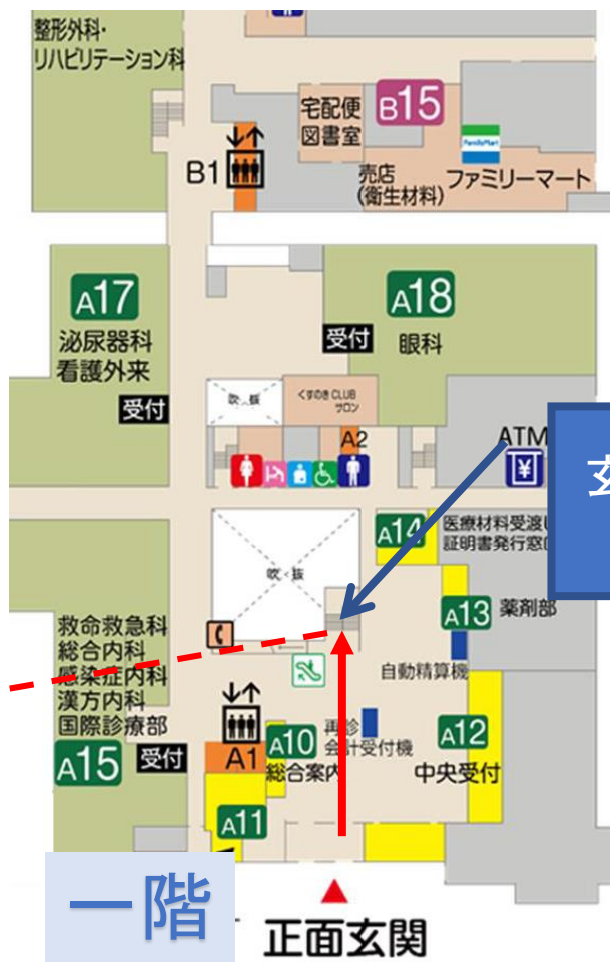 整形外科・
リハビリテーション科
宅配便
図書室
B15
FamilyMart
B1
売店
(衛生材料)
ファミリーマート
A17
泌尿器科
看護外来
受付
A18
受付
眼科
吹・抜
くすのき CLUB
サロン
A2
ATM
¥
玄
A14
医療材料受渡し
証明書発行窓口
吹・抜
A13
薬剤部
自動精算機
救命救急科
総合内科
感染症内科
漢方内科
国際診療部
A15
受付
A1
A10
総合案内
再診
会計受付機
A12
中央受付
A11
一階
正面玄関